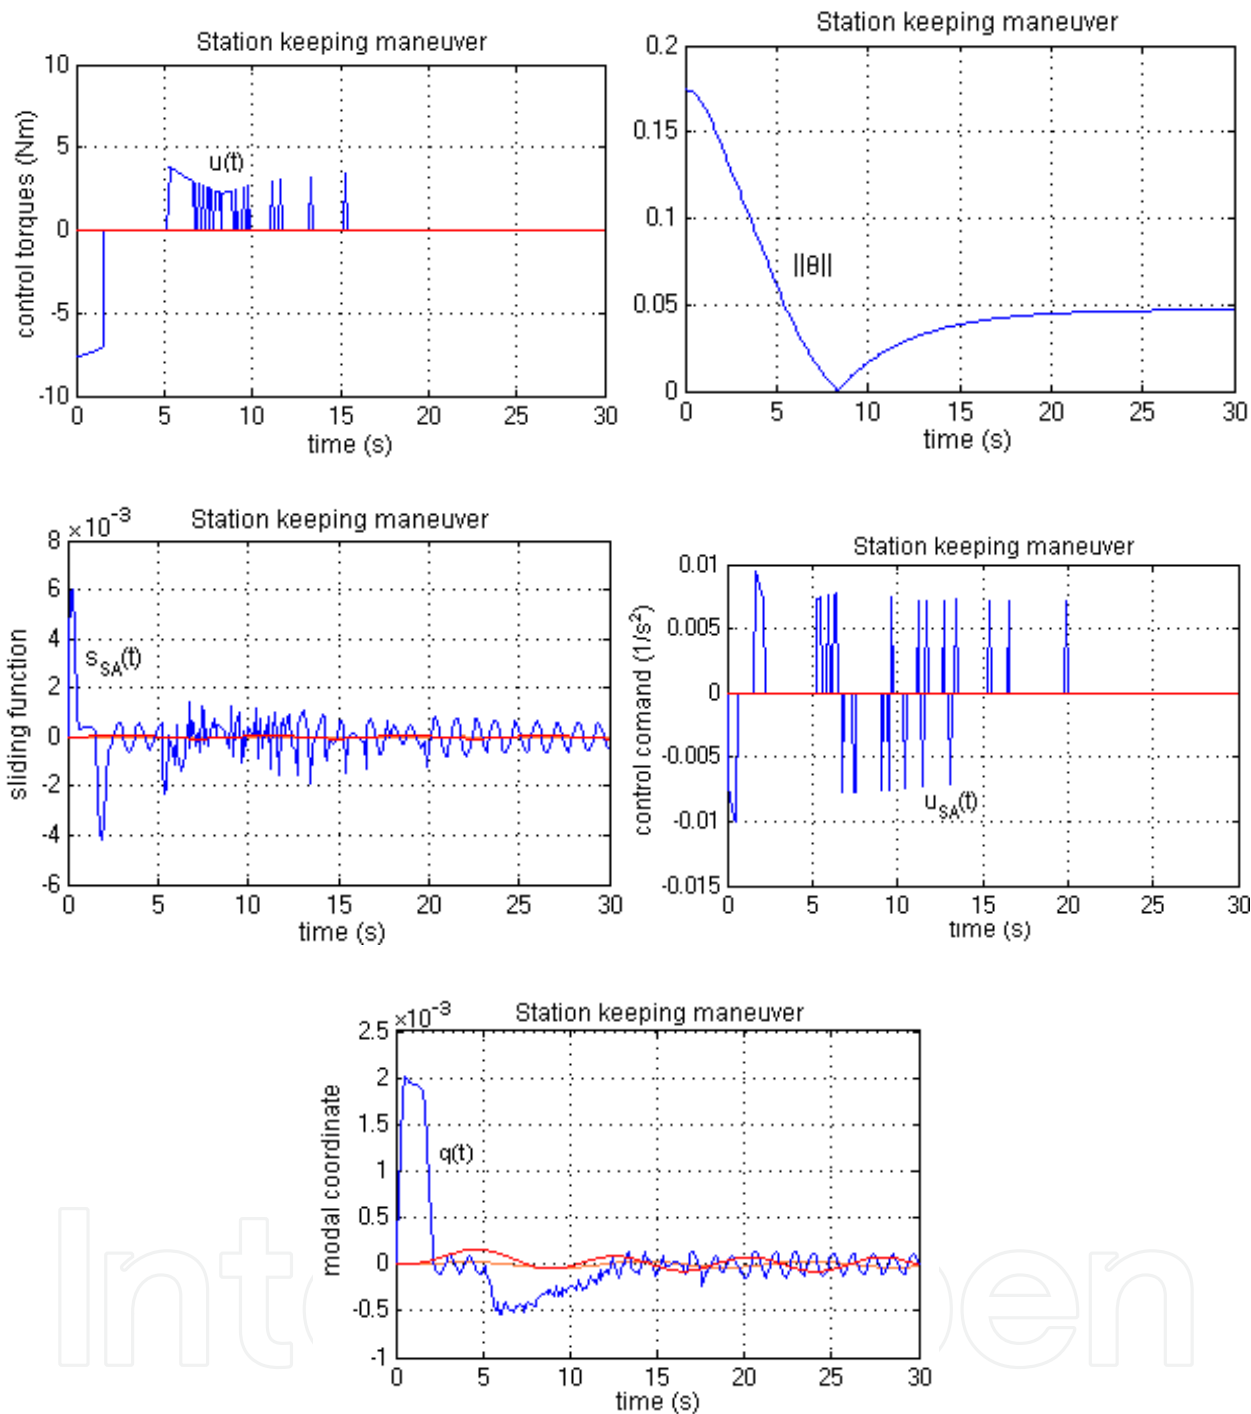 Station keeping maneuver
10
5
0
-5
-10
0 5 10 15 20 25 30
control torques (Nm)
time (s)
u(t)
Station keeping maneuver
0.2
0.15
0.1
0.05
0
0 5 10 15 20 25 30
time (s)
||θ||
Station keeping maneuver
×10⁻³
8
6
4
2
0
-2
-4
-6
0 5 10 15 20 25 30
sliding function
time (s)
s_SA(t)
Station keeping maneuver
0.01
0.005
0
-0.005
-0.01
-0.015
0 5 10 15 20 25 30
control comand (1/s²)
time (s)
u_SA(t)
Station keeping maneuver
×10⁻³
2.5
2
1.5
1
0.5
0
-0.5
-1
0 5 10 15 20 25 30
modal coordinate
time (s)
q(t)